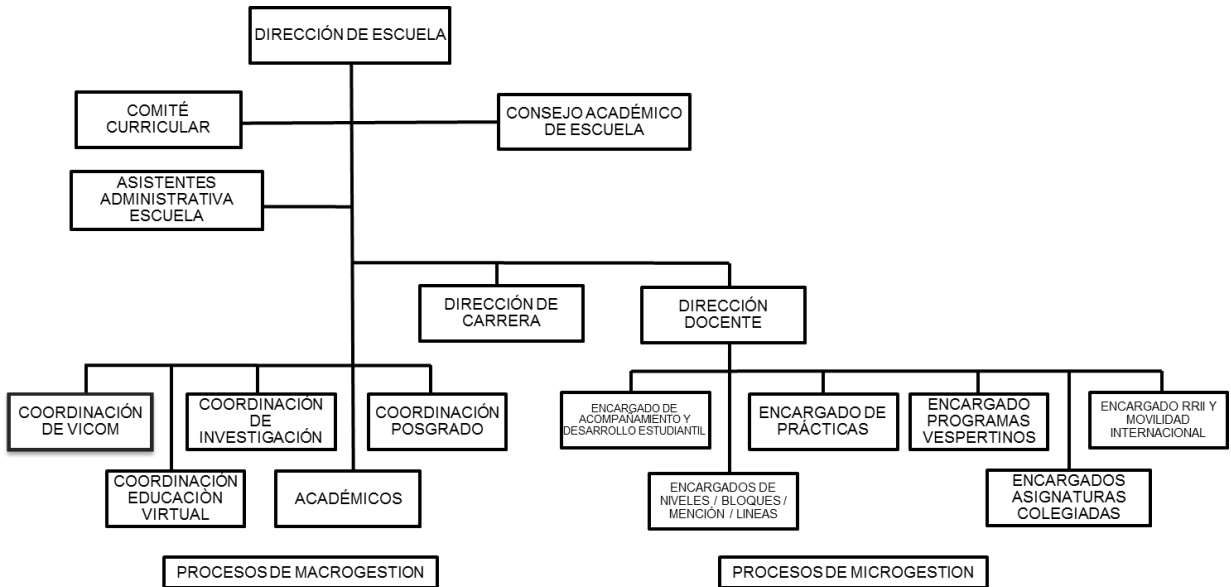 DIRECCIÓN DE ESCUELA
COMITÉ
CURRICULAR
CONSEJO ACADÉMICO
DE ESCUELA
ASISTENTES
ADMINISTRATIVA
ESCUELA
DIRECCIÓN DE
CARRERA
DIRECCIÓN
DOCENTE
COORDINACIÓN
DE VICOM
COORDINACIÓN
DE
INVESTIGACIÓN
COORDINACIÓN
POSGRADO
ENCARGADO DE
ACOMPAÑAMIENTO Y
DESARROLLO ESTUDIANTIL
ENCARGADO DE
PRÁCTICAS
ENCARGADO
PROGRAMAS
VESPERTINOS
ENCARGADO RRII Y
MOVILIDAD
INTERNACIONAL
COORDINACIÓN
EDUCACIÒN
VIRTUAL
ACADÉMICOS
ENCARGADOS DE
NIVELES / BLOQUES /
MENCIÓN / LINEAS
ENCARGADOS
ASIGNATURAS
COLEGIADAS
PROCESOS DE MACROGESTION
PROCESOS DE MICROGESTION